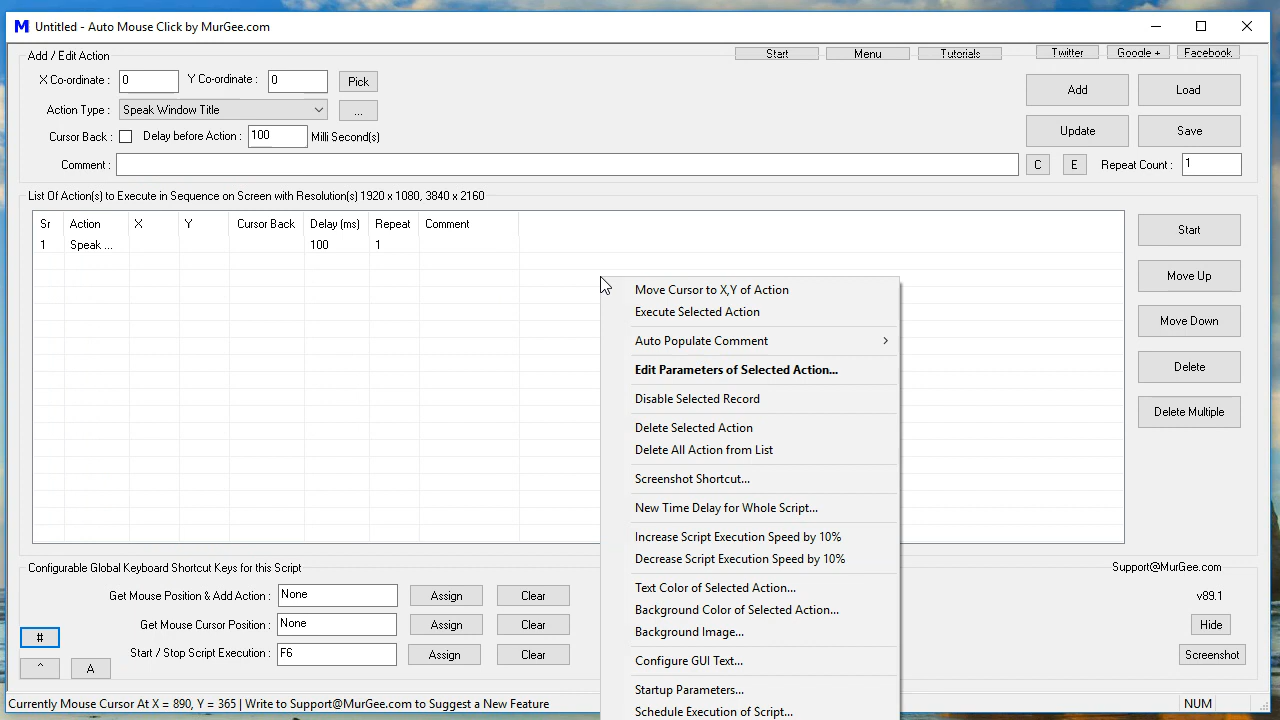 M Untitled - Auto Mouse Click by MurGee.com
Add / Edit Action
Start Menu Tutorials Twitter Google + Facebook
X Co-ordinate : 0 Y Co-ordinate : 0 Pick
Add Load
Action Type : Speak Window Title ...
Cursor Back : Delay before Action : 100 Milli Second(s)
Update Save
Comment : C E Repeat Count : 1
List Of Action(s) to Execute in Sequence on Screen with Resolution(s) 1920 x 1080, 3840 x 2160
Sr Action X Y Cursor Back Delay (ms) Repeat Comment
1 Speak ... 100 1
Start
Move Up
Move Down
Delete
Delete Multiple
Move Cursor to X,Y of Action
Execute Selected Action
Auto Populate Comment
Edit Parameters of Selected Action...
Disable Selected Record
Delete Selected Action
Delete All Action from List
Screenshot Shortcut...
New Time Delay for Whole Script...
Increase Script Execution Speed by 10%
Decrease Script Execution Speed by 10%
Text Color of Selected Action...
Background Color of Selected Action...
Background Image...
Configure GUI Text...
Startup Parameters...
Schedule Execution of Script...
Configurable Global Keyboard Shortcut Keys for this Script
Get Mouse Position & Add Action : None Assign Clear
Get Mouse Cursor Position : None Assign Clear
Start / Stop Script Execution : F6 Assign Clear
#
^ A
Support@MurGee.com
v89.1
Hide
Screenshot
Currently Mouse Cursor At X = 890, Y = 365 | Write to Support@MurGee.com to Suggest a New Feature
NUM